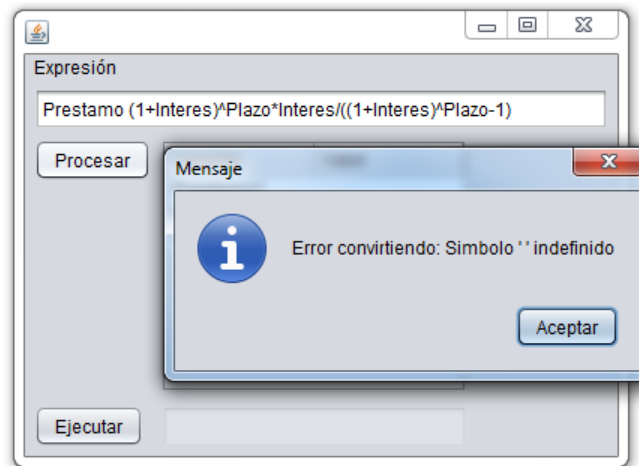 Expresión
Prestamo (1+Interes)^Plazo*Interes/((1+Interes)^Plazo-1)
Procesar
Mensaje
Error convirtiendo: Simbolo ' ' indefinido
Aceptar
Ejecutar